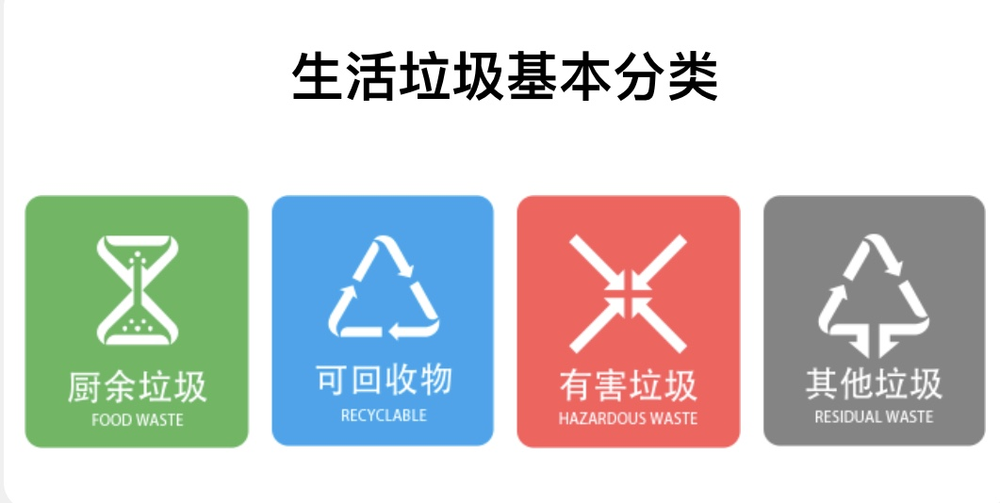 生活垃圾基本分类
厨余垃圾
FOOD WASTE
可回收物
RECYCLABLE
有害垃圾
HAZARDOUS WASTE
其他垃圾
RESIDUAL WASTE